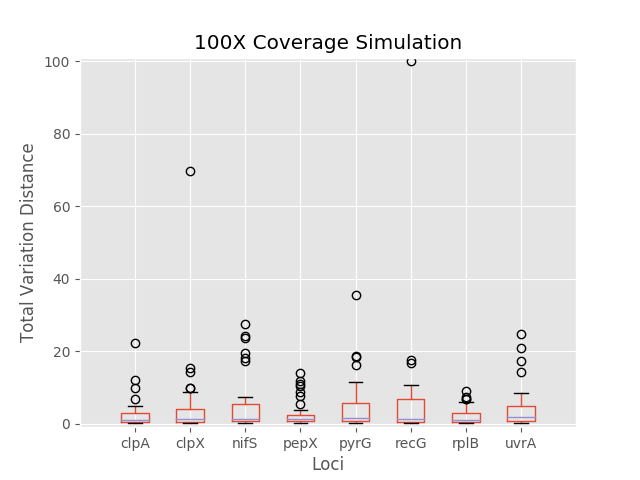 100X Coverage Simulation
Total Variation Distance
100
80
60
40
20
0
clpA clpX nifS pepX pyrG recG rplB uvrA
Loci